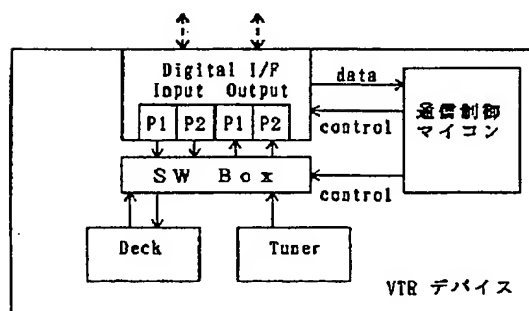 Digital I/F
Input Output
P1 P2 P1 P2
data
control
通信制御
マイコン
SW Box
control
Deck
Tuner
VTR デバイス